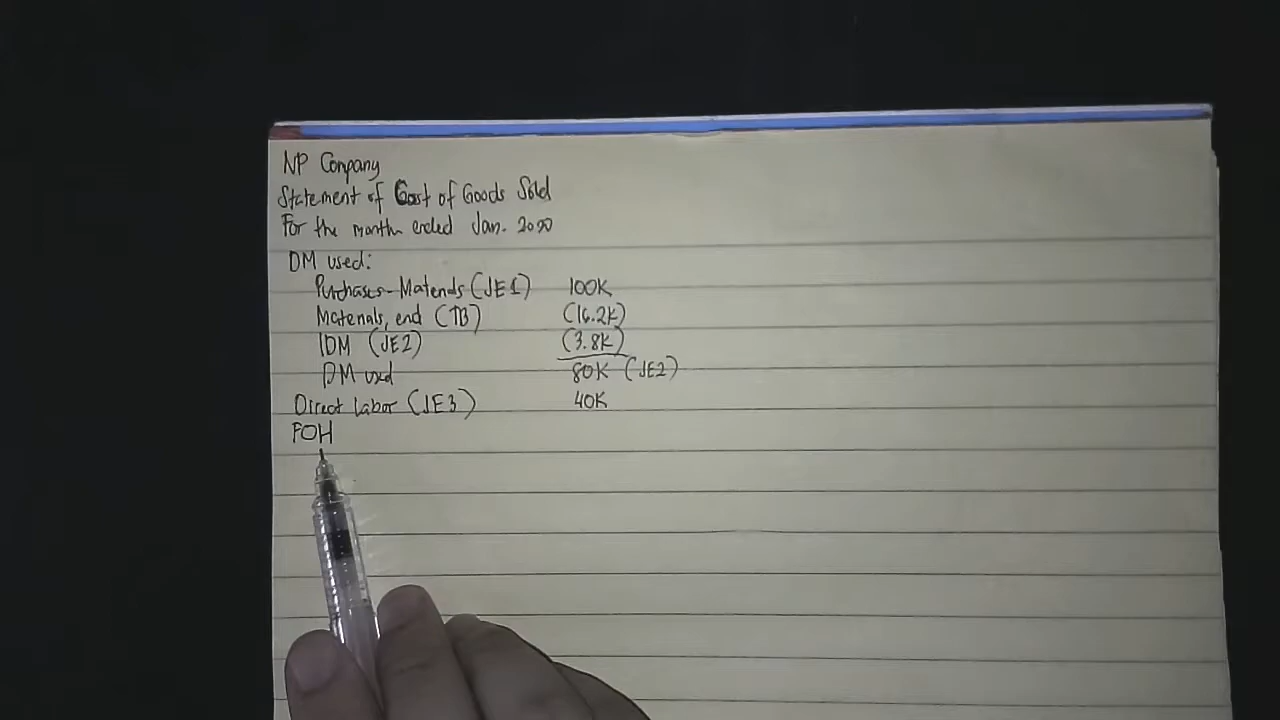 NP Company
Statement of Cost of Goods Sold
For the month ended Jan. 2020
DM used:
Purchases-Materials (JE1) 100K
Materials, end (TB) (16.2K)
IDM (JE2) (3.8K)
DM used 80K (JE2)
Direct labor (JE3) 40K
FOH